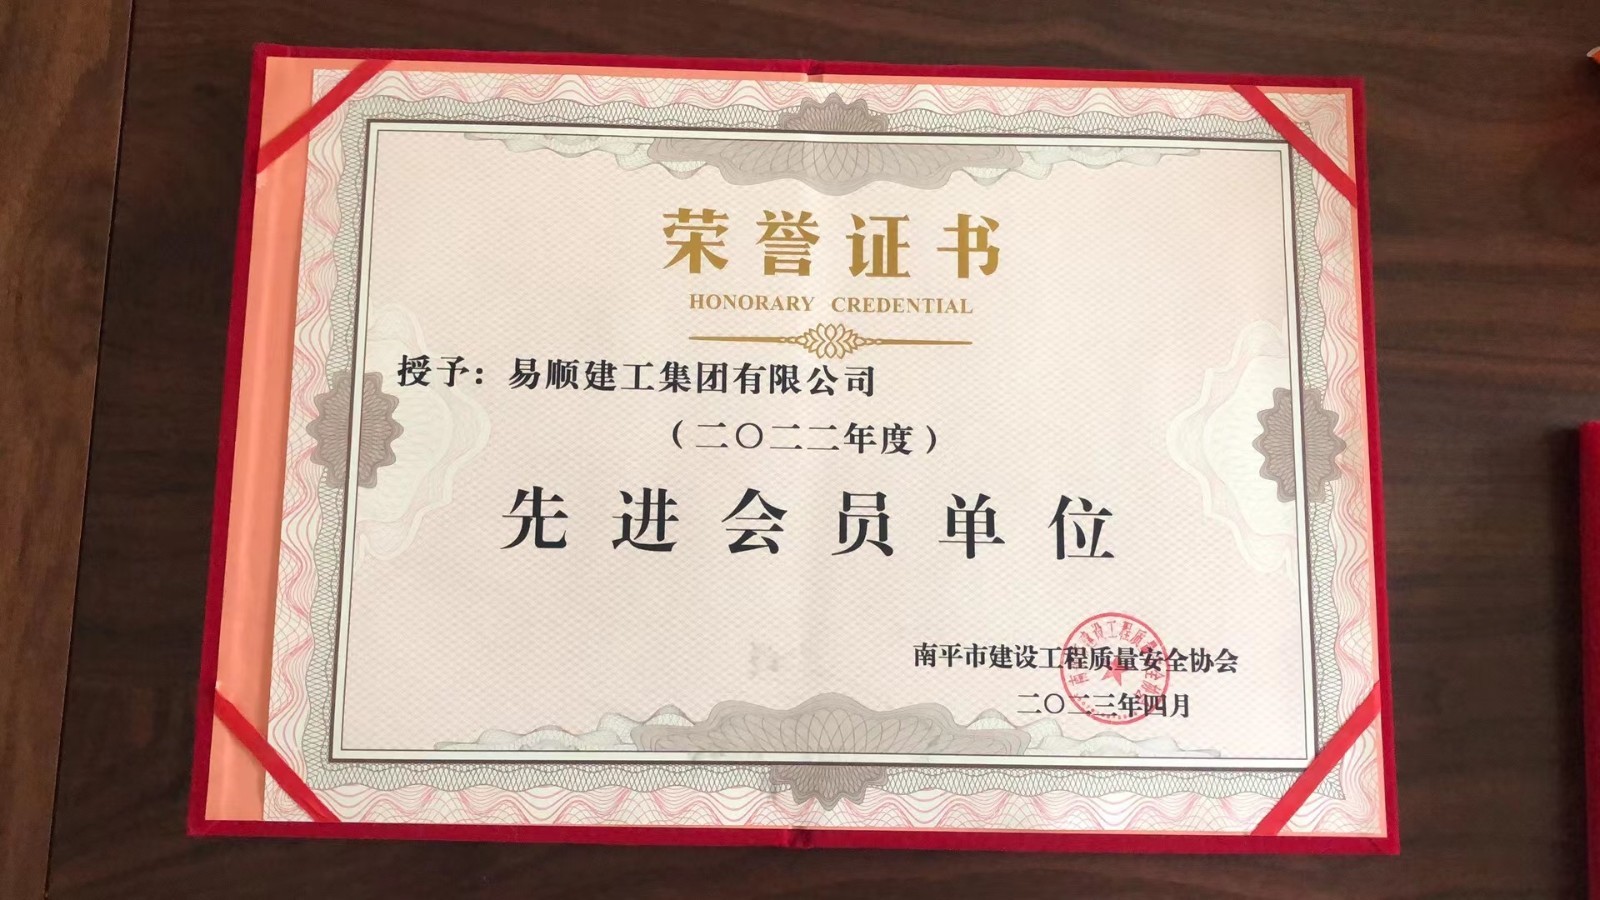 荣誉证书
HONORARY CREDENTIAL
授予：易顺建工集团有限公司
（二〇二二年度）
先进会员单位
南平市建设工程质量安全协会
二〇二三年四月